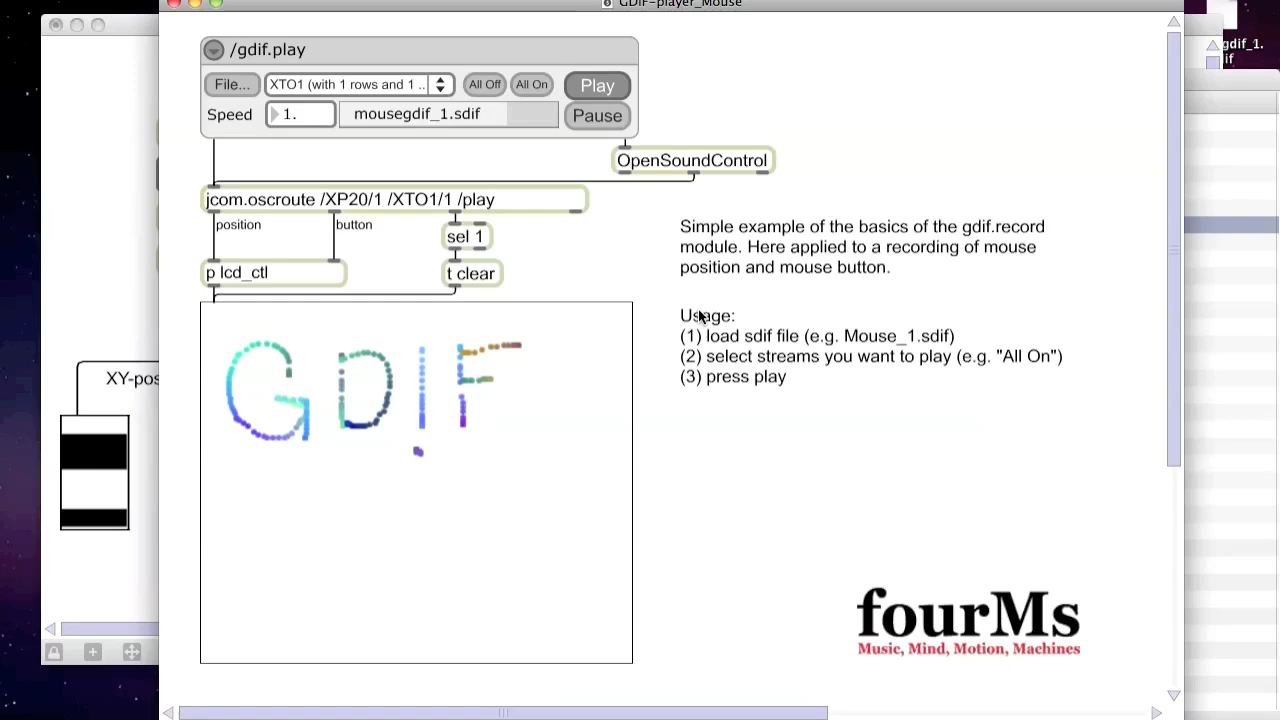 GDIF-player_Mouse
/gdif.play
File... XTO1 (with 1 rows and 1 .. All Off All On Play
Speed 1. mousegdif_1.sdif Pause
OpenSoundControl
jcom.oscroute /XP20/1 /XTO1/1 /play
position button
sel 1
p lcd_ctl
t clear
GDIF
Simple example of the basics of the gdif.record
module. Here applied to a recording of mouse
position and mouse button.
Usage:
(1) load sdif file (e.g. Mouse_1.sdif)
(2) select streams you want to play (e.g. "All On")
(3) press play
XY-pos
fourMs
Music, Mind, Motion, Machines
gdif_1.